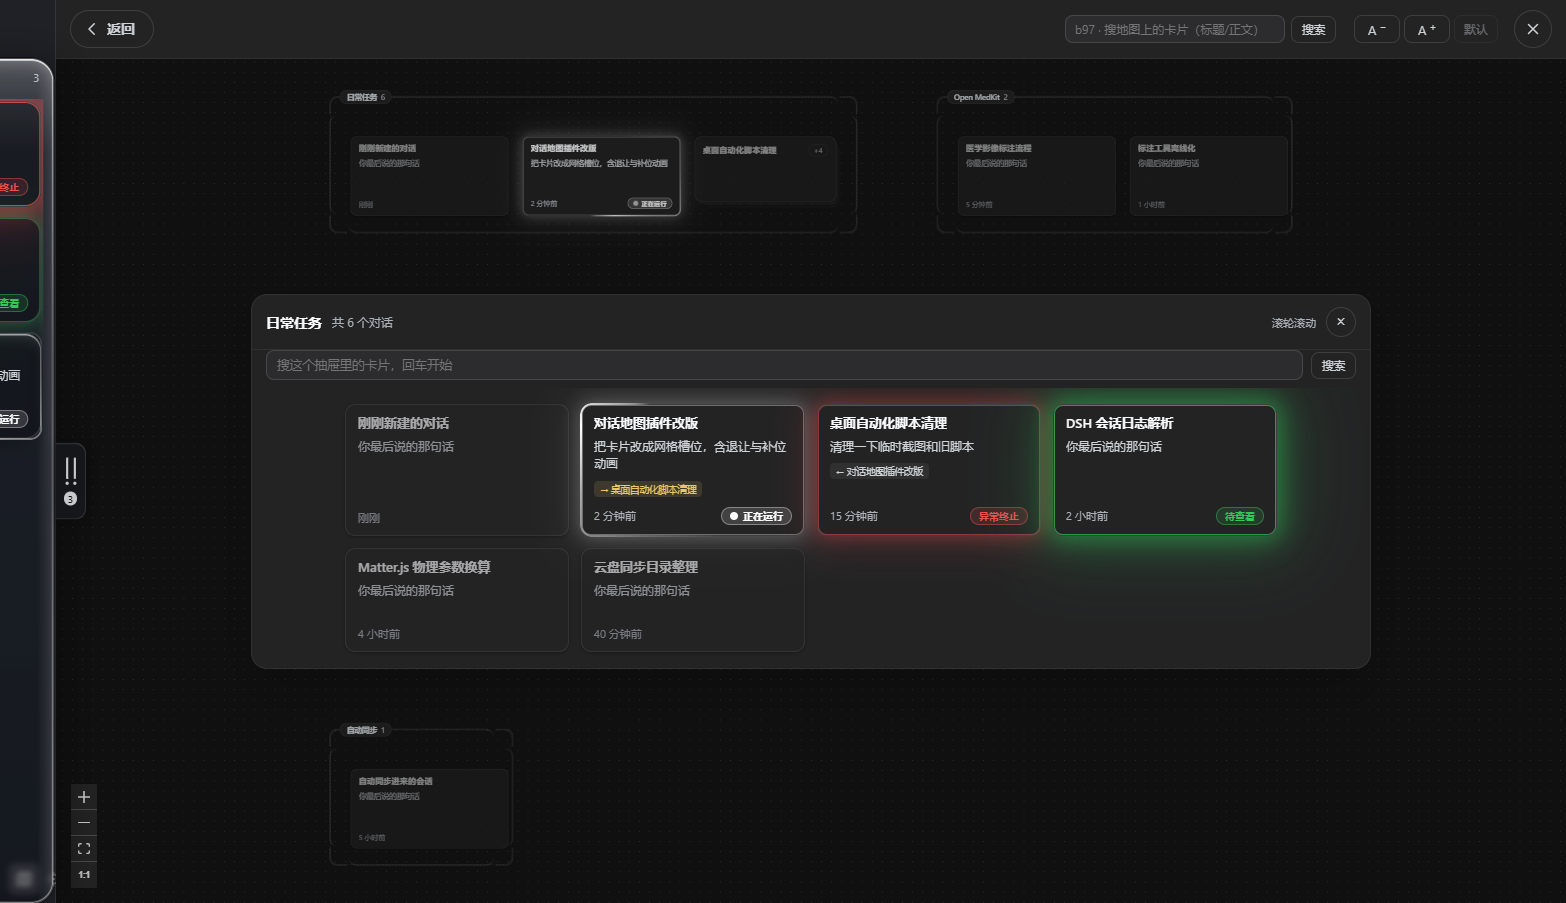 返回
b97 · 搜地图上的卡片（标题/正文）
搜索
A⁻
A⁺
默认
3
终止
查看
动画
运行
3
日常任务 6
刚刚新建的对话
你最后说的那句话
刚刚
对话地图插件改版
把卡片改成网格槽位，含退让与补位动画
2 分钟前
正在运行
桌面自动化脚本清理
+4
Open MedKit 2
医学影像标注流程
你最后说的那句话
5 分钟前
标注工具离线化
你最后说的那句话
1 小时前
日常任务 共 6 个对话
滚轮滚动
搜这个抽屉里的卡片，回车开始
搜索
刚刚新建的对话
你最后说的那句话
刚刚
对话地图插件改版
把卡片改成网格槽位，含退让与补位
动画
→ 桌面自动化脚本清理
2 分钟前
正在运行
桌面自动化脚本清理
清理一下临时截图和旧脚本
← 对话地图插件改版
15 分钟前
异常终止
DSH 会话日志解析
你最后说的那句话
2 小时前
待查看
Matter.js 物理参数换算
你最后说的那句话
4 小时前
云盘同步目录整理
你最后说的那句话
40 分钟前
自动同步 1
自动同步进来的会话
你最后说的那句话
5 小时前
1:1